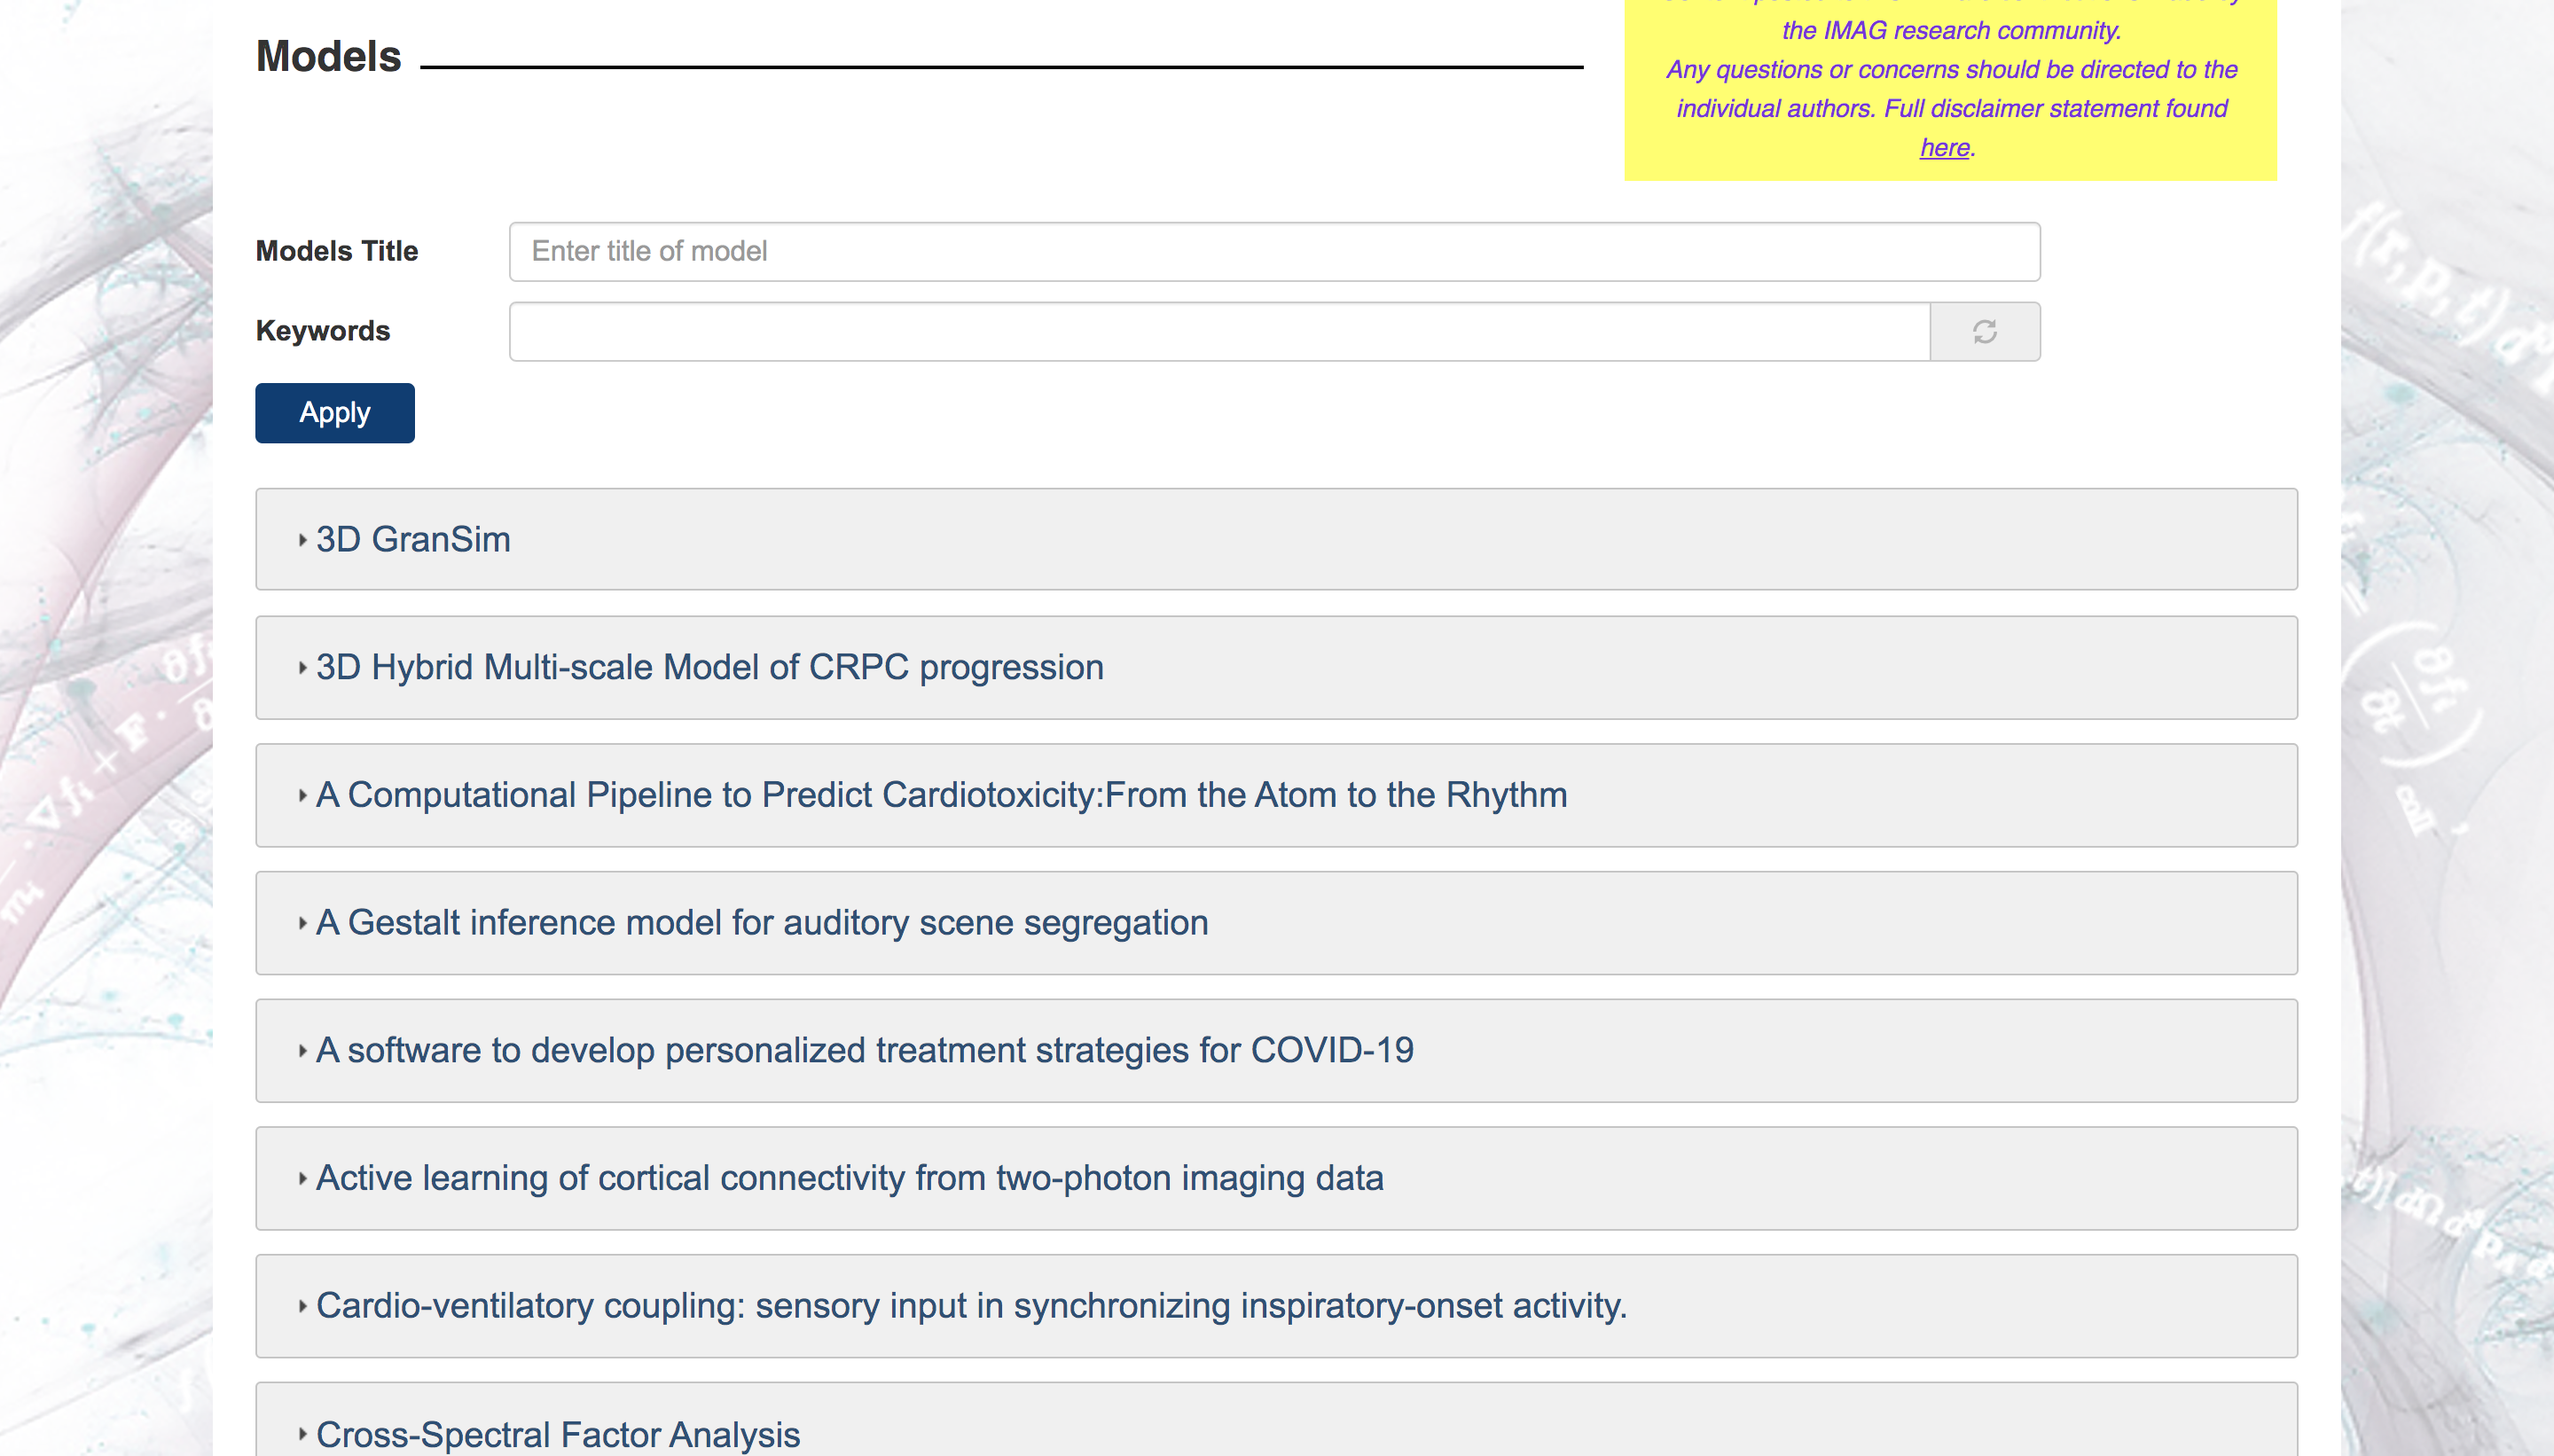 Models
the IMAG research community.
Any questions or concerns should be directed to the
individual authors. Full disclaimer statement found
here.
Models Title
Enter title of model
Keywords
Apply
3D GranSim
3D Hybrid Multi-scale Model of CRPC progression
A Computational Pipeline to Predict Cardiotoxicity:From the Atom to the Rhythm
A Gestalt inference model for auditory scene segregation
A software to develop personalized treatment strategies for COVID-19
Active learning of cortical connectivity from two-photon imaging data
Cardio-ventilatory coupling: sensory input in synchronizing inspiratory-onset activity.
Cross-Spectral Factor Analysis